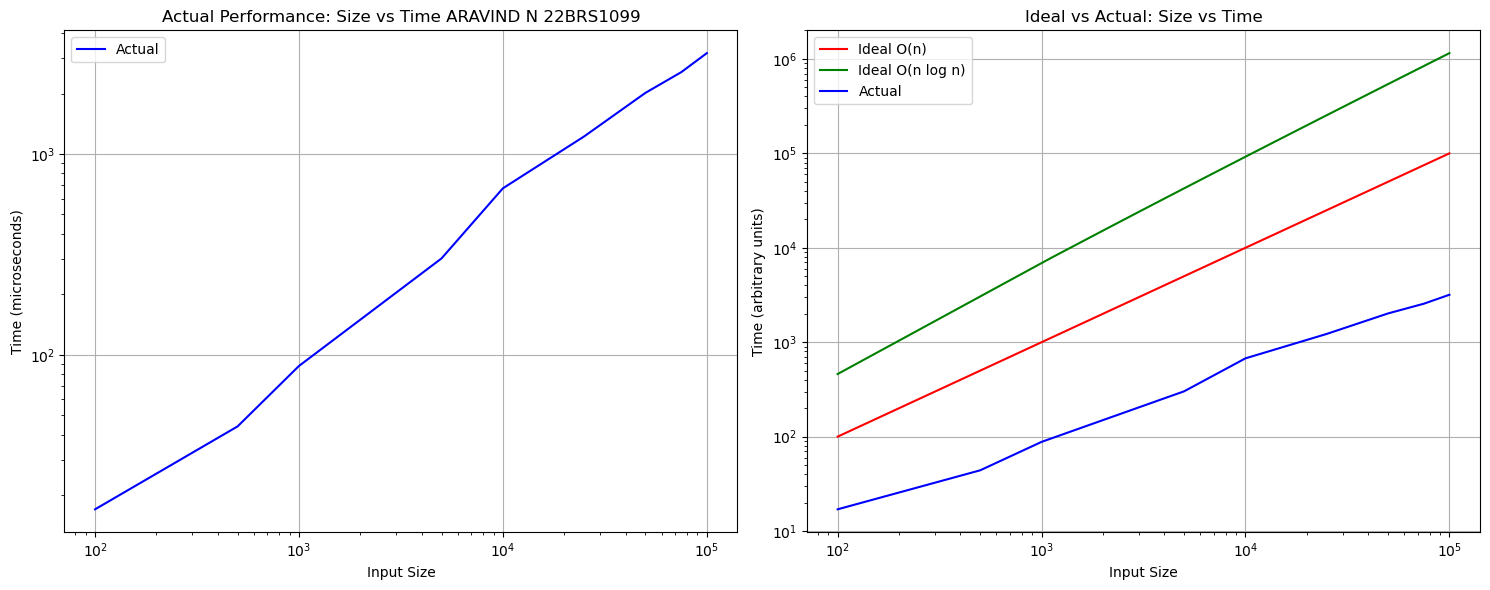 Actual Performance: Size vs Time ARAVIND N 22BRS1099
Actual
Time (microseconds)
10³
10²
10² 10³ 10⁴ 10⁵
Input Size
Ideal vs Actual: Size vs Time
Ideal O(n)
Ideal O(n log n)
Actual
Time (arbitrary units)
10⁶
10⁵
10⁴
10³
10²
10¹
10² 10³ 10⁴ 10⁵
Input Size